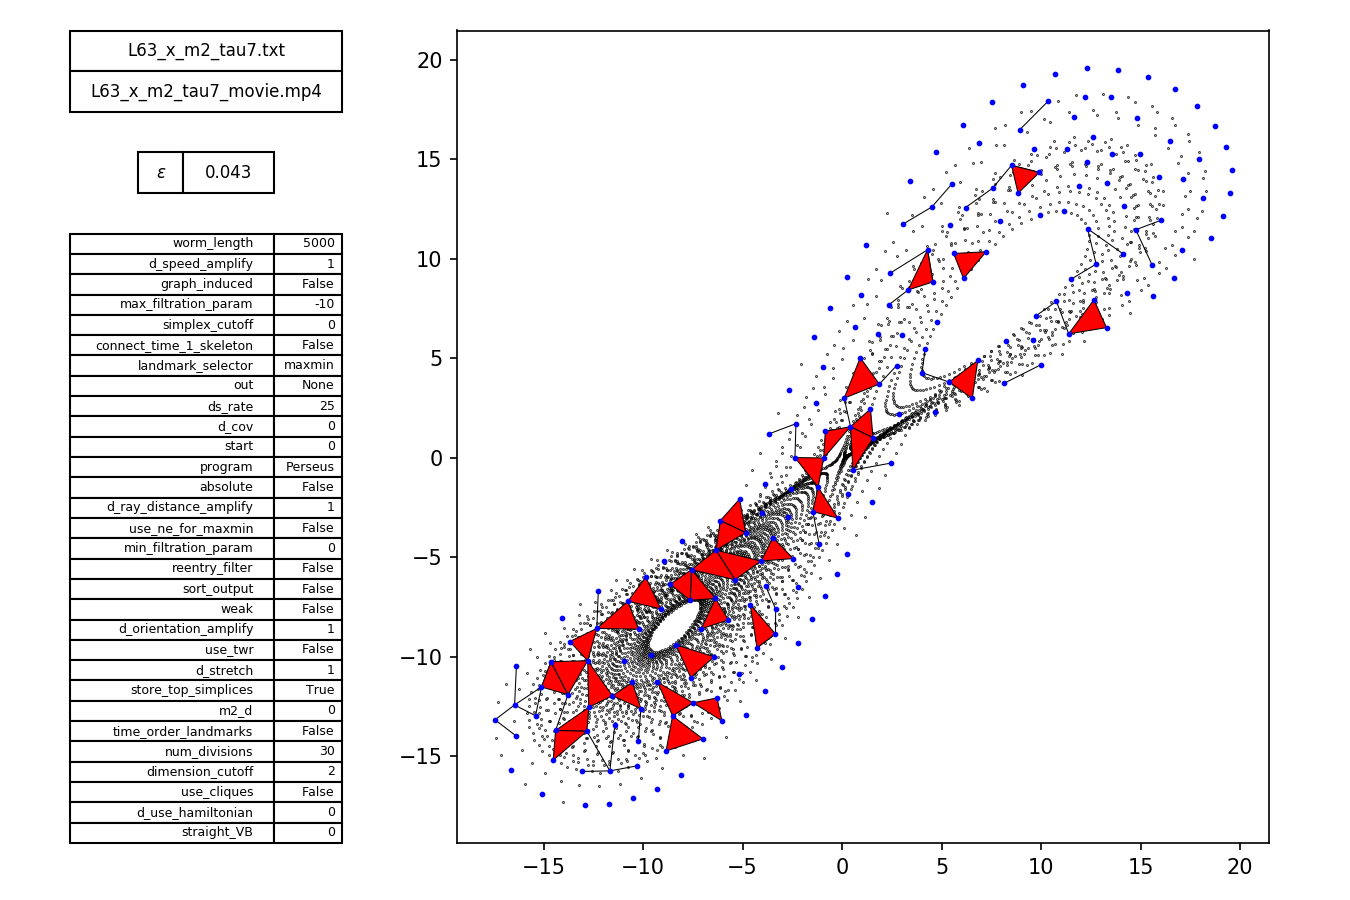 L63_x_m2_tau7.txt
L63_x_m2_tau7_movie.mp4
ε 0.043
worm_length 5000
d_speed_amplify 1
graph_induced False
max_filtration_param -10
simplex_cutoff 0
connect_time_1_skeleton False
landmark_selector maxmin
out None
ds_rate 25
d_cov 0
start 0
program Perseus
absolute False
d_ray_distance_amplify 1
use_ne_for_maxmin False
min_filtration_param 0
reentry_filter False
sort_output False
weak False
d_orientation_amplify 1
use_twr False
d_stretch 1
store_top_simplices True
m2_d 0
time_order_landmarks False
num_divisions 30
dimension_cutoff 2
use_cliques False
d_use_hamiltonian 0
straight_VB 0
20
15
10
5
0
−5
−10
−15
−15 −10 −5 0 5 10 15 20